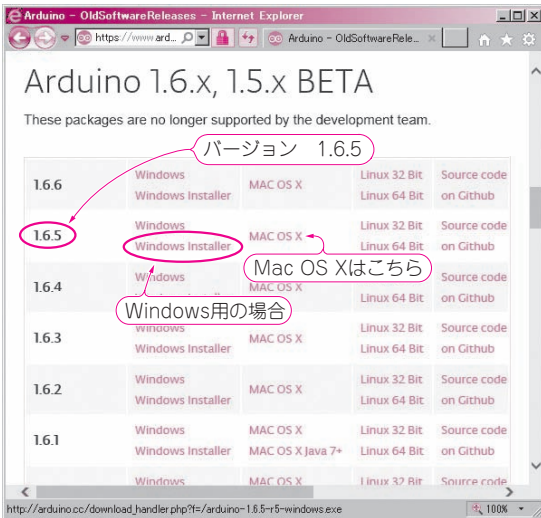 Arduino - OldSoftwareReleases - Internet Explorer
https://www.ard...
Arduino - OldSoftwareRele...
Arduino 1.6.x, 1.5.x BETA
These packages are no longer supported by the development team.
バージョン 1.6.5
1.6.6
Windows
Windows Installer
MAC OS X
Linux 32 Bit
Linux 64 Bit
Source code
on Github
1.6.5
Windows
Windows Installer
MAC OS X
Linux 32 Bit
Linux 64 Bit
Source code
on Github
Mac OS Xはこちら
1.6.4
Windows
MAC OS X
Linux 64 Bit
Source code
on Github
Windows用の場合
1.6.3
Windows
Windows Installer
MAC OS X
Linux 32 Bit
Linux 64 Bit
Source code
on Github
1.6.2
Windows
Windows Installer
MAC OS X
Linux 32 Bit
Linux 64 Bit
Source code
on Github
1.6.1
Windows
Windows Installer
MAC OS X
MAC OS X Java 7+
Linux 32 Bit
Linux 64 Bit
Source code
on Github
Windows
MAC OS X
Linux 32 Bit
Source code
http://arduino.cc/download_handler.php?f=/arduino-1.6.5-r5-windows.exe
100%